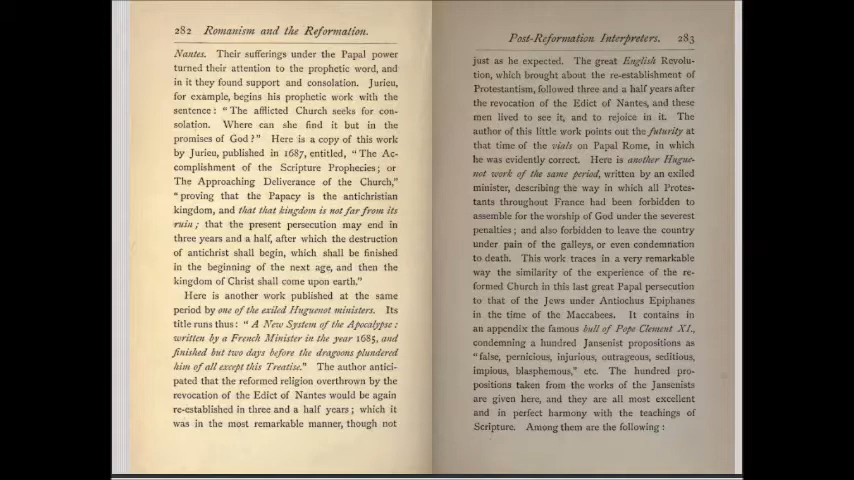 282 Romanism and the Reformation.
Nantes. Their sufferings under the Papal power
turned their attention to the prophetic word, and
in it they found support and consolation. Jurieu,
for example, begins his prophetic work with the
sentence: "The afflicted Church seeks for con-
solation. Where can she find it but in the
promises of God?" Here is a copy of this work
by Jurieu, published in 1687, entitled, "The Ac-
complishment of the Scripture Prophecies; or
The Approaching Deliverance of the Church,"
"proving that the Papacy is the antichristian
kingdom, and that that kingdom is not far from its
ruin; that the present persecution may end in
three years and a half, after which the destruction
of antichrist shall begin, which shall be finished
in the beginning of the next age, and then the
kingdom of Christ shall come upon earth."
Here is another work published at the same
period by one of the exiled Huguenot ministers. Its
title runs thus: "A New System of the Apocalypse:
written by a French Minister in the year 1685, and
finished but two days before the dragoons plundered
him of all except this Treatise." The author antici-
pated that the reformed religion overthrown by the
revocation of the Edict of Nantes would be again
re-established in three and a half years; which it
was in the most remarkable manner, though not
Post-Reformation Interpreters. 283
just as he expected. The great English Revolu-
tion, which brought about the re-establishment of
Protestantism, followed three and a half years after
the revocation of the Edict of Nantes, and these
men lived to see it, and to rejoice in it. The
author of this little work points out the futurity at
that time of the vials on Papal Rome, in which
he was evidently correct. Here is another Hugue-
not work of the same period, written by an exiled
minister, describing the way in which all Protes-
tants throughout France had been forbidden to
assemble for the worship of God under the severest
penalties; and also forbidden to leave the country
under pain of the galleys, or even condemnation
to death. This work traces in a very remarkable
way the similarity of the experience of the re-
formed Church in this last great Papal persecution
to that of the Jews under Antiochus Epiphanes
in the time of the Maccabees. It contains in
an appendix the famous bull of Pope Clement XI.,
condemning a hundred Jansenist propositions as
"false, pernicious, injurious, outrageous, seditious,
impious, blasphemous," etc. The hundred pro-
positions taken from the works of the Jansenists
are given here, and they are all most excellent
and in perfect harmony with the teachings of
Scripture. Among them are the following: